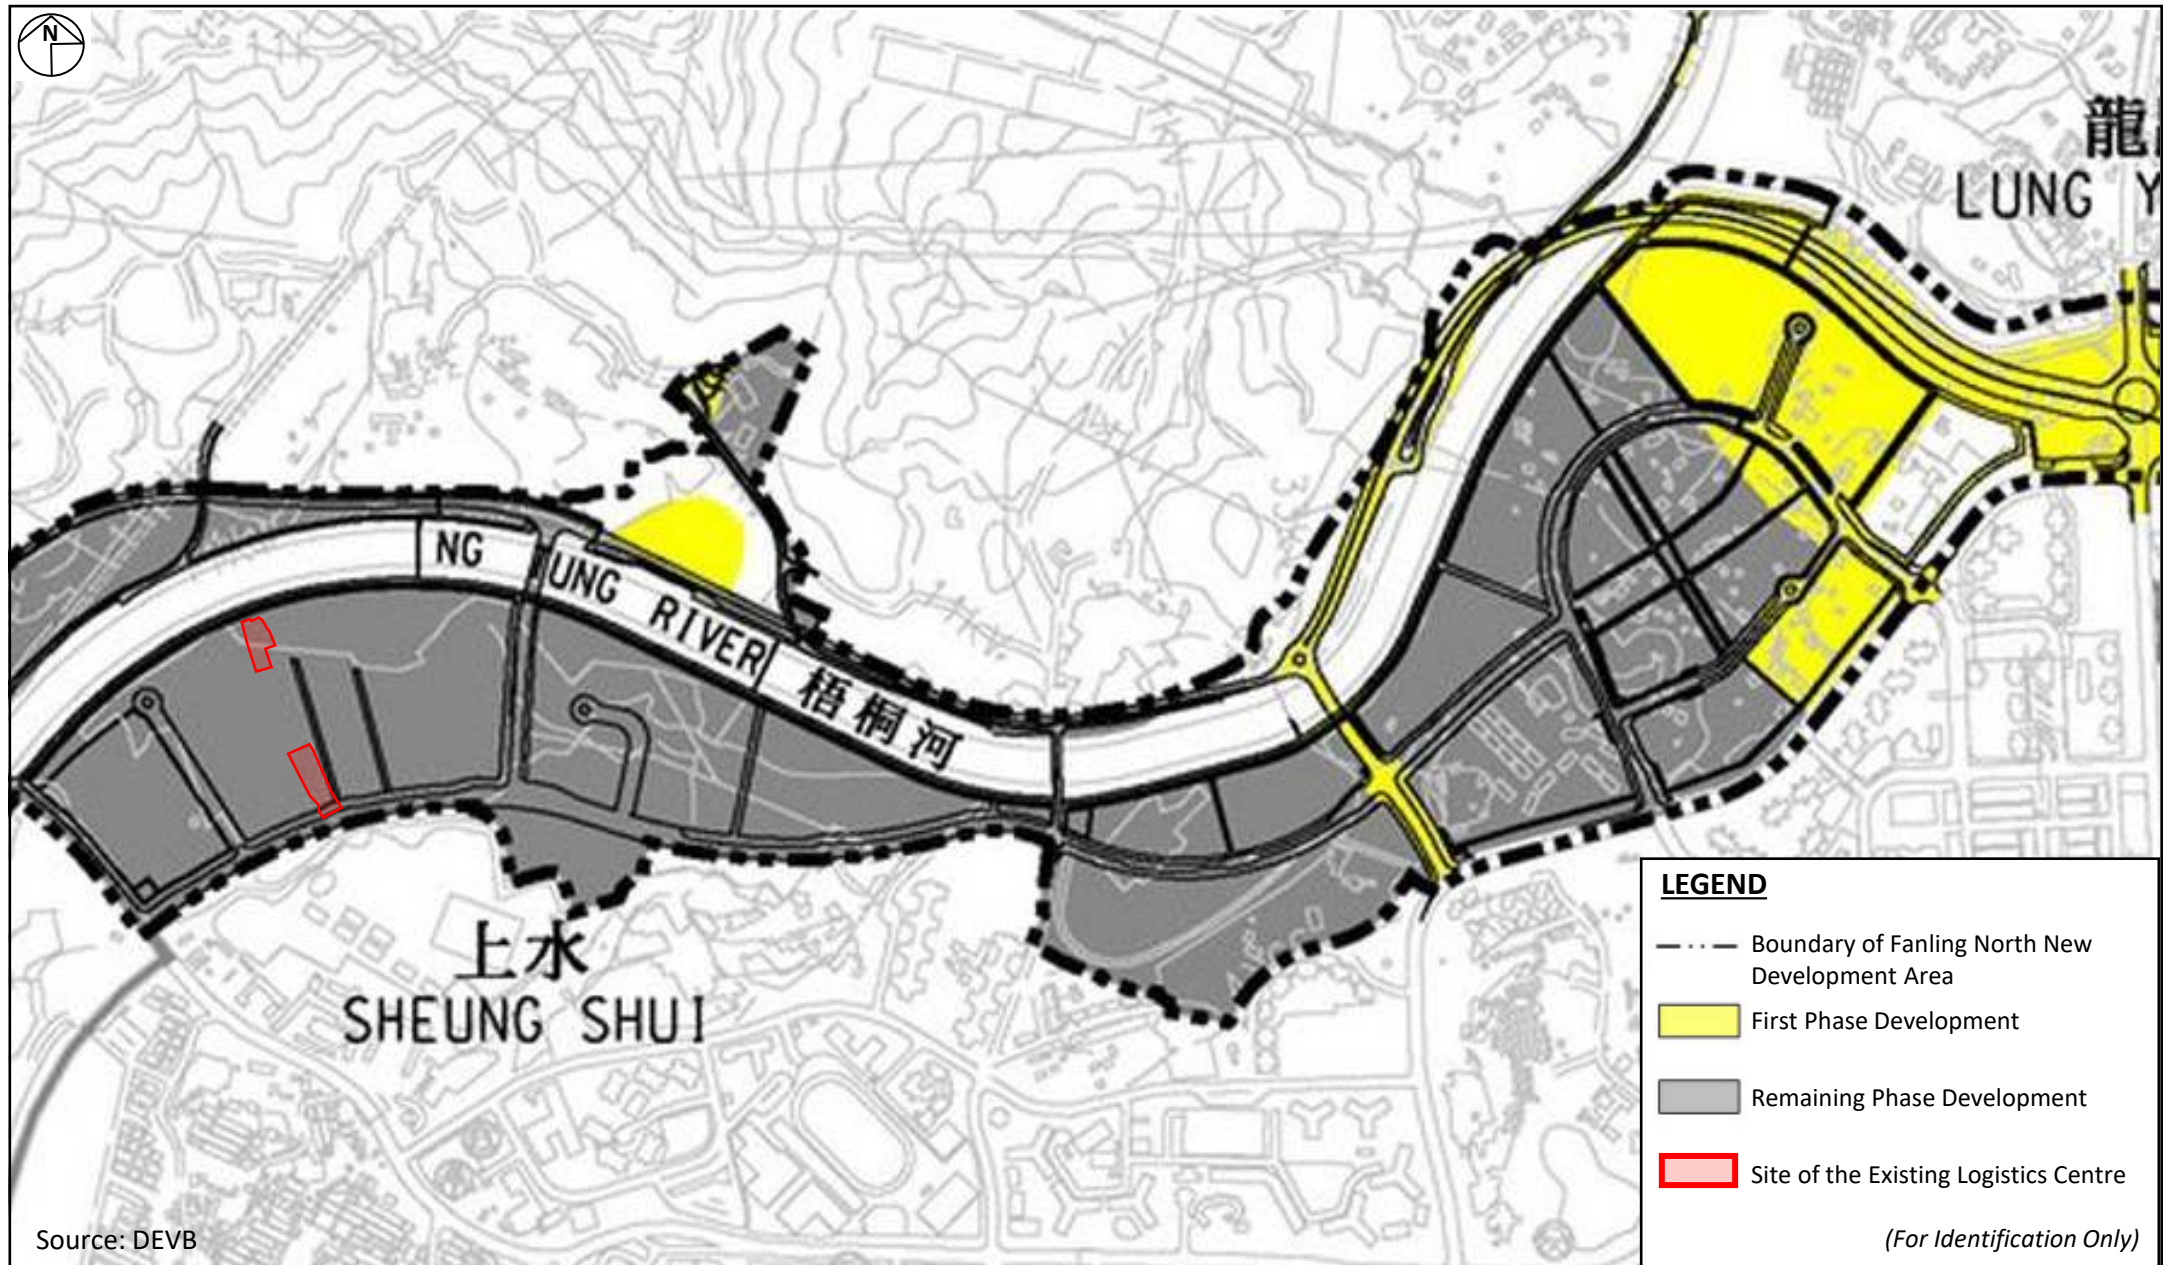 N
龍
LUNG Y
NG
UNG RIVER
梧桐河
上水
SHEUNG SHUI
LEGEND
Boundary of Fanling North New
Development Area
First Phase Development
Remaining Phase Development
Site of the Existing Logistics Centre
Source: DEVB
(For Identification Only)